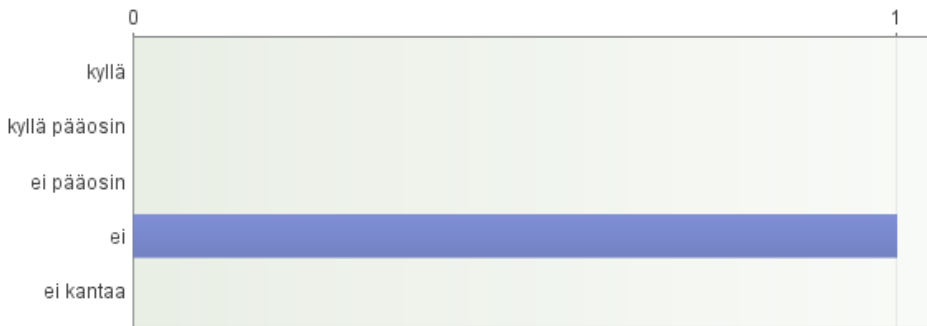 0 1
kyllä
kyllä pääosin
ei pääosin
ei
ei kantaa